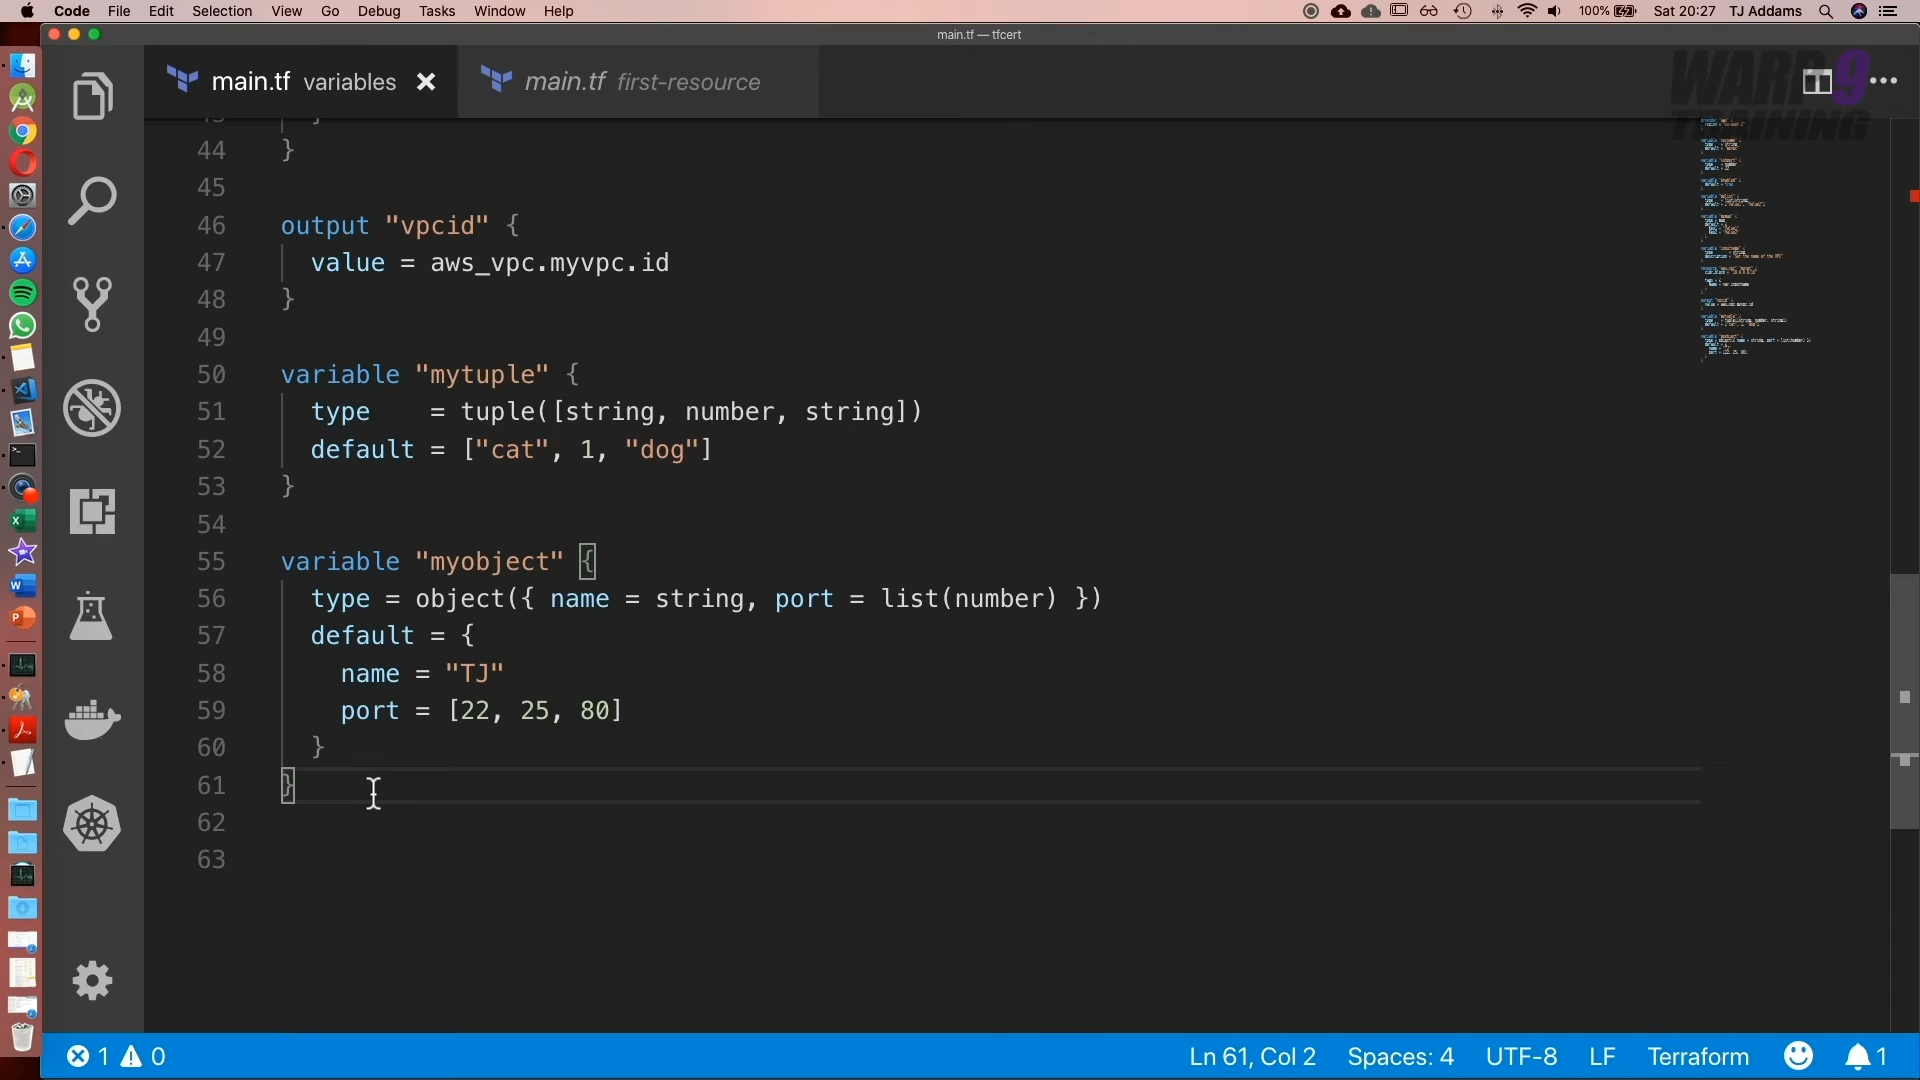 Code File Edit Selection View Go Debug Tasks Window Help 100% Sat 20:27 TJ Addams
main.tf — tfcert
main.tf variables main.tf first-resource
WARP 9
TRAINING
44 }
45
46 output "vpcid" {
47 value = aws_vpc.myvpc.id
48 }
49
50 variable "mytuple" {
51 type = tuple([string, number, string])
52 default = ["cat", 1, "dog"]
53 }
54
55 variable "myobject" {
56 type = object({ name = string, port = list(number) })
57 default = {
58 name = "TJ"
59 port = [22, 25, 80]
60 }
61 }
62
63
1 0 Ln 61, Col 2 Spaces: 4 UTF-8 LF Terraform 1